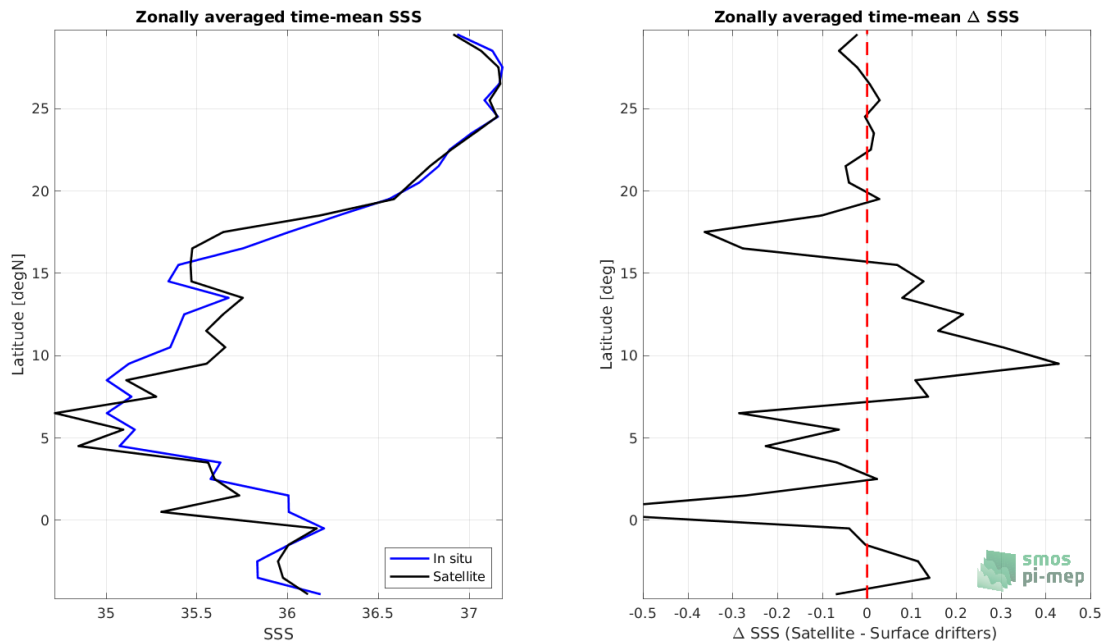 Zonally averaged time-mean SSS
Latitude [degN]
25
20
15
10
5
0
35
35.5
36
36.5
37
SSS
In situ
Satellite
Zonally averaged time-mean Δ SSS
Latitude [deg]
25
20
15
10
5
0
-0.5
-0.4
-0.3
-0.2
-0.1
0
0.1
0.2
0.3
0.4
0.5
Δ SSS (Satellite - Surface drifters)
smos
pi-mep